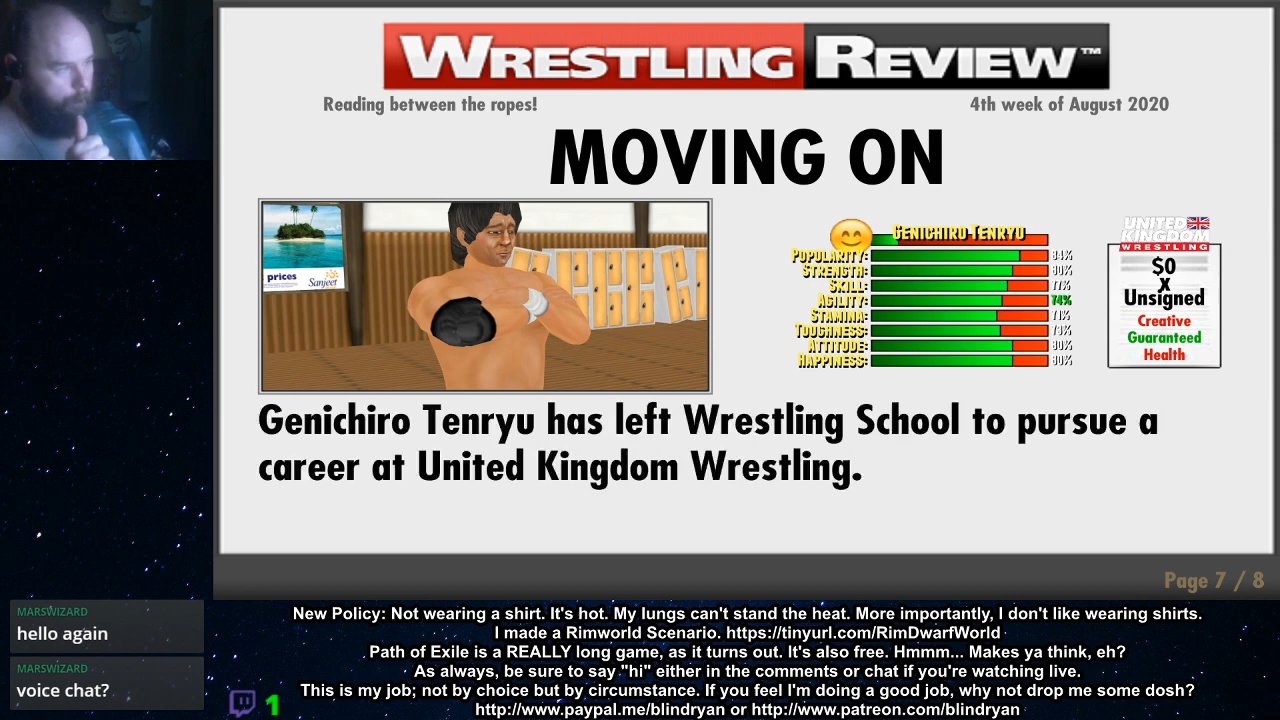 WRESTLING REVIEW™
Reading between the ropes!
4th week of August 2020
MOVING ON
prices
Sanjeet
GENICHIRO TENRYU
POPULARITY: 84%
STRENGTH: 80%
SKILL: 77%
AGILITY: 74%
STAMINA: 71%
TOUGHNESS: 73%
ATTITUDE: 80%
HAPPINESS: 80%
UNITED
KINGDOM
WRESTLING
$0
X
Unsigned
Creative
Guaranteed
Health
Genichiro Tenryu has left Wrestling School to pursue a
career at United Kingdom Wrestling.
Page 7 / 8
MARSWIZARD
hello again
MARSWIZARD
voice chat?
1
New Policy: Not wearing a shirt. It's hot. My lungs can't stand the heat. More importantly, I don't like wearing shirts.
I made a Rimworld Scenario. https://tinyurl.com/RimDwarfWorld
Path of Exile is a REALLY long game, as it turns out. It's also free. Hmmm... Makes ya think, eh?
As always, be sure to say "hi" either in the comments or chat if you're watching live.
This is my job; not by choice but by circumstance. If you feel I'm doing a good job, why not drop me some dosh?
http://www.paypal.me/blindryan or http://www.patreon.com/blindryan